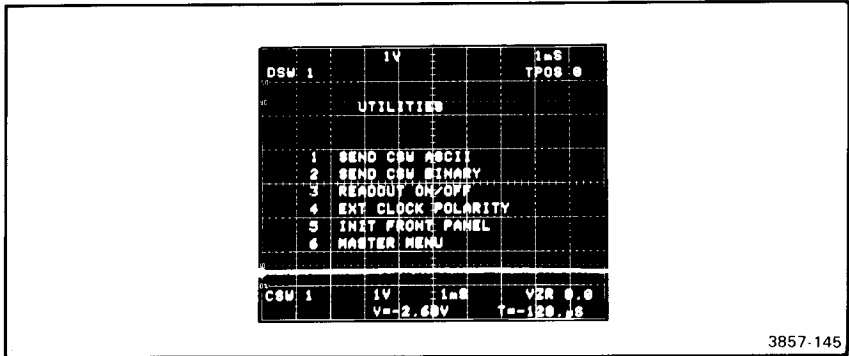 1V 1mS
DSW 1 TPOS 0
UTILITIES
1 SEND CSW ASCII
2 SEND CSW BINARY
3 READOUT ON/OFF
4 EXT CLOCK POLARITY
5 INIT FRONT PANEL
6 MASTER MENU
CSW 1 1V 1mS VZR 0.0
V=-2.60V T=-120.µS
3857-145